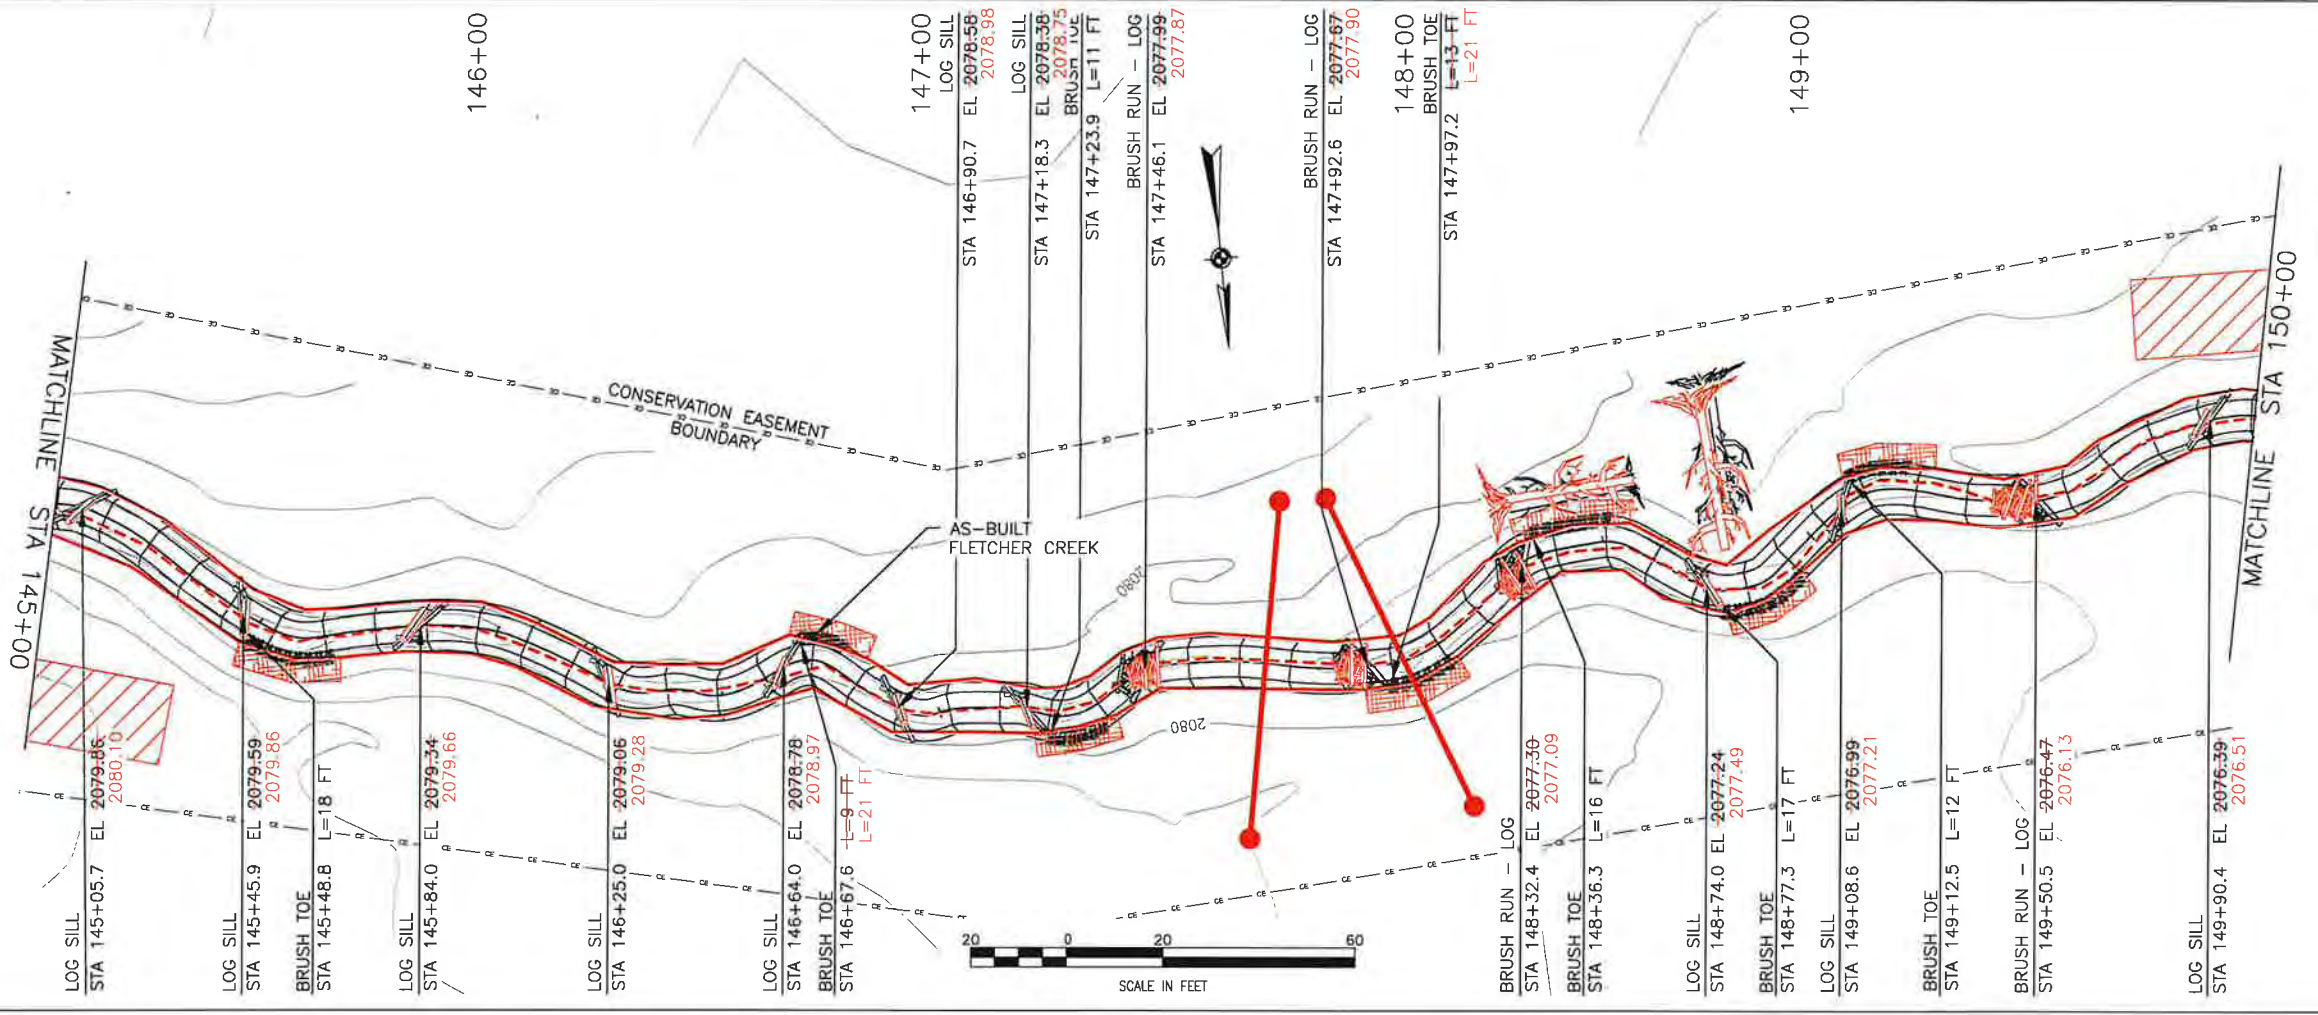 146+00
147+00
148+00
149+00
LOG SILL
STA 146+90.7 EL 2078.58
2078.98
LOG SILL
STA 147+18.3 EL 2078.38
2078.75
BRUSH TOE
STA 147+23.9 L=11 FT
BRUSH RUN - LOG
STA 147+46.1 EL 2077.99
2077.87
BRUSH RUN - LOG
STA 147+92.6 EL 2077.67
2077.90
BRUSH TOE
STA 147+97.2 L=13 FT
L=21 FT
MATCHLINE STA 145+00
CONSERVATION EASEMENT
BOUNDARY
AS-BUILT
FLETCHER CREEK
2080
2080
MATCHLINE STA 150+00
LOG SILL
STA 145+05.7 EL 2079.86
2080.10
LOG SILL
STA 145+45.9 EL 2079.59
2079.86
BRUSH TOE
STA 145+48.8 L=18 FT
LOG SILL
STA 145+84.0 EL 2079.34
2079.66
LOG SILL
STA 146+25.0 EL 2079.06
2079.28
LOG SILL
STA 146+64.0 EL 2078.78
2078.97
BRUSH TOE
STA 146+67.6 L=9 FT
L=21 FT
20 0 20 60
SCALE IN FEET
BRUSH RUN - LOG
STA 148+32.4 EL 2077.30
2077.09
BRUSH TOE
STA 148+36.3 L=16 FT
LOG SILL
STA 148+74.0 EL 2077.24
2077.49
BRUSH TOE
STA 148+77.3 L=17 FT
LOG SILL
STA 149+08.6 EL 2076.99
2077.21
BRUSH TOE
STA 149+12.5 L=12 FT
BRUSH RUN - LOG
STA 149+50.5 EL 2076.47
2076.13
LOG SILL
STA 149+90.4 EL 2076.39
2076.51